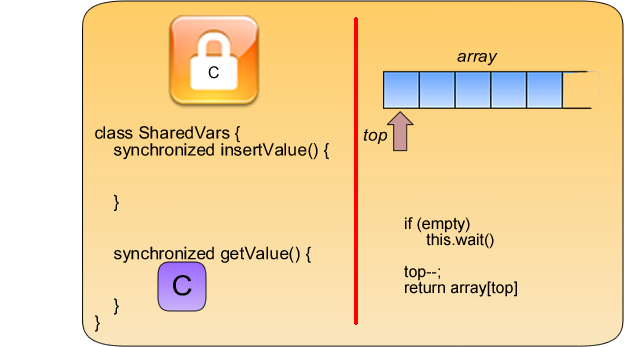 C
class SharedVars {
synchronized insertValue() {
}
synchronized getValue() {
C
}
}
array
top
if (empty)
this.wait()
top--;
return array[top]